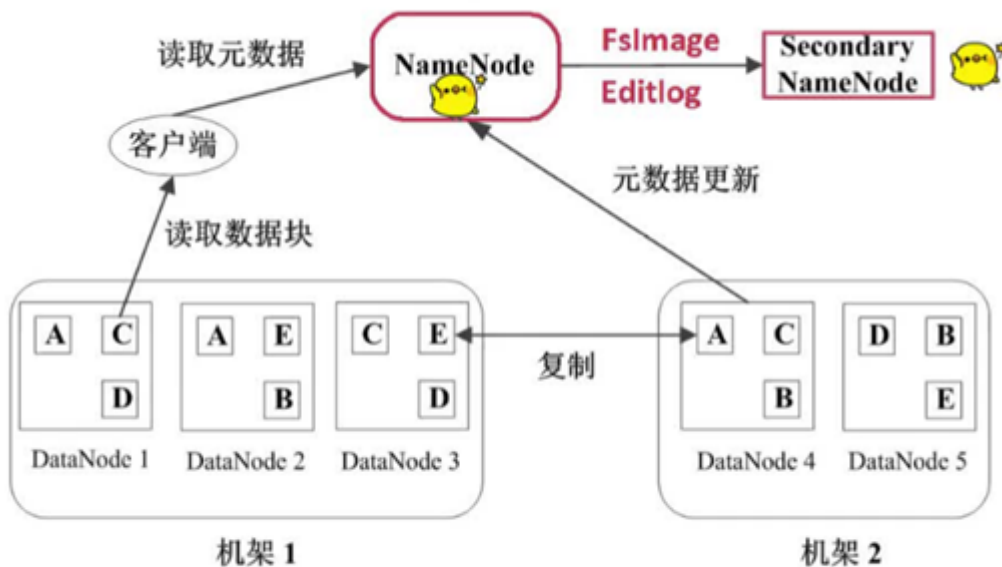 读取元数据
NameNode
FsImage
Editlog
Secondary
NameNode
客户端
元数据更新
读取数据块
A C
D
A E
B
C E
D
复制
A C
B
D B
E
DataNode 1
DataNode 2
DataNode 3
DataNode 4
DataNode 5
机架 1
机架 2